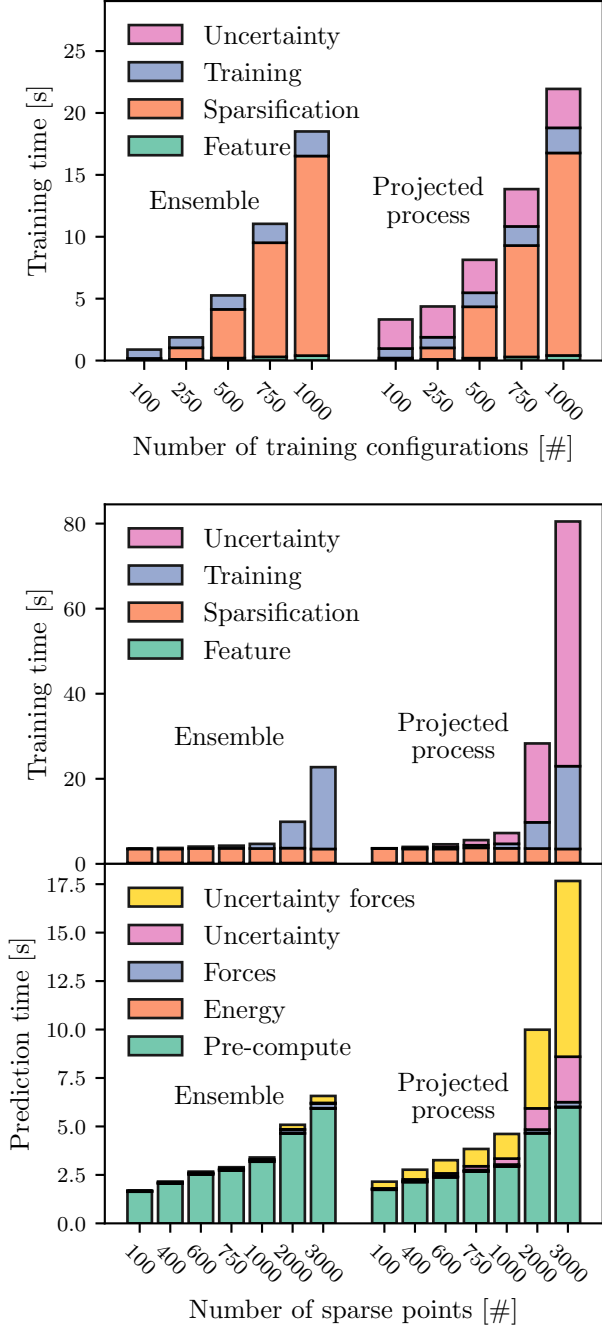 Training time [s]
25
20
15
10
5
0
Uncertainty
Training
Sparsification
Feature
Ensemble
Projected
process
100
250
500
750
1000
100
250
500
750
1000
Number of training configurations [#]
Training time [s]
80
60
40
20
0
Uncertainty
Training
Sparsification
Feature
Ensemble
Projected
process
Prediction time [s]
17.5
15.0
12.5
10.0
7.5
5.0
2.5
0.0
Uncertainty forces
Uncertainty
Forces
Energy
Pre-compute
Ensemble
Projected
process
100
400
600
750
1000
2000
3000
100
400
600
750
1000
2000
3000
Number of sparse points [#]